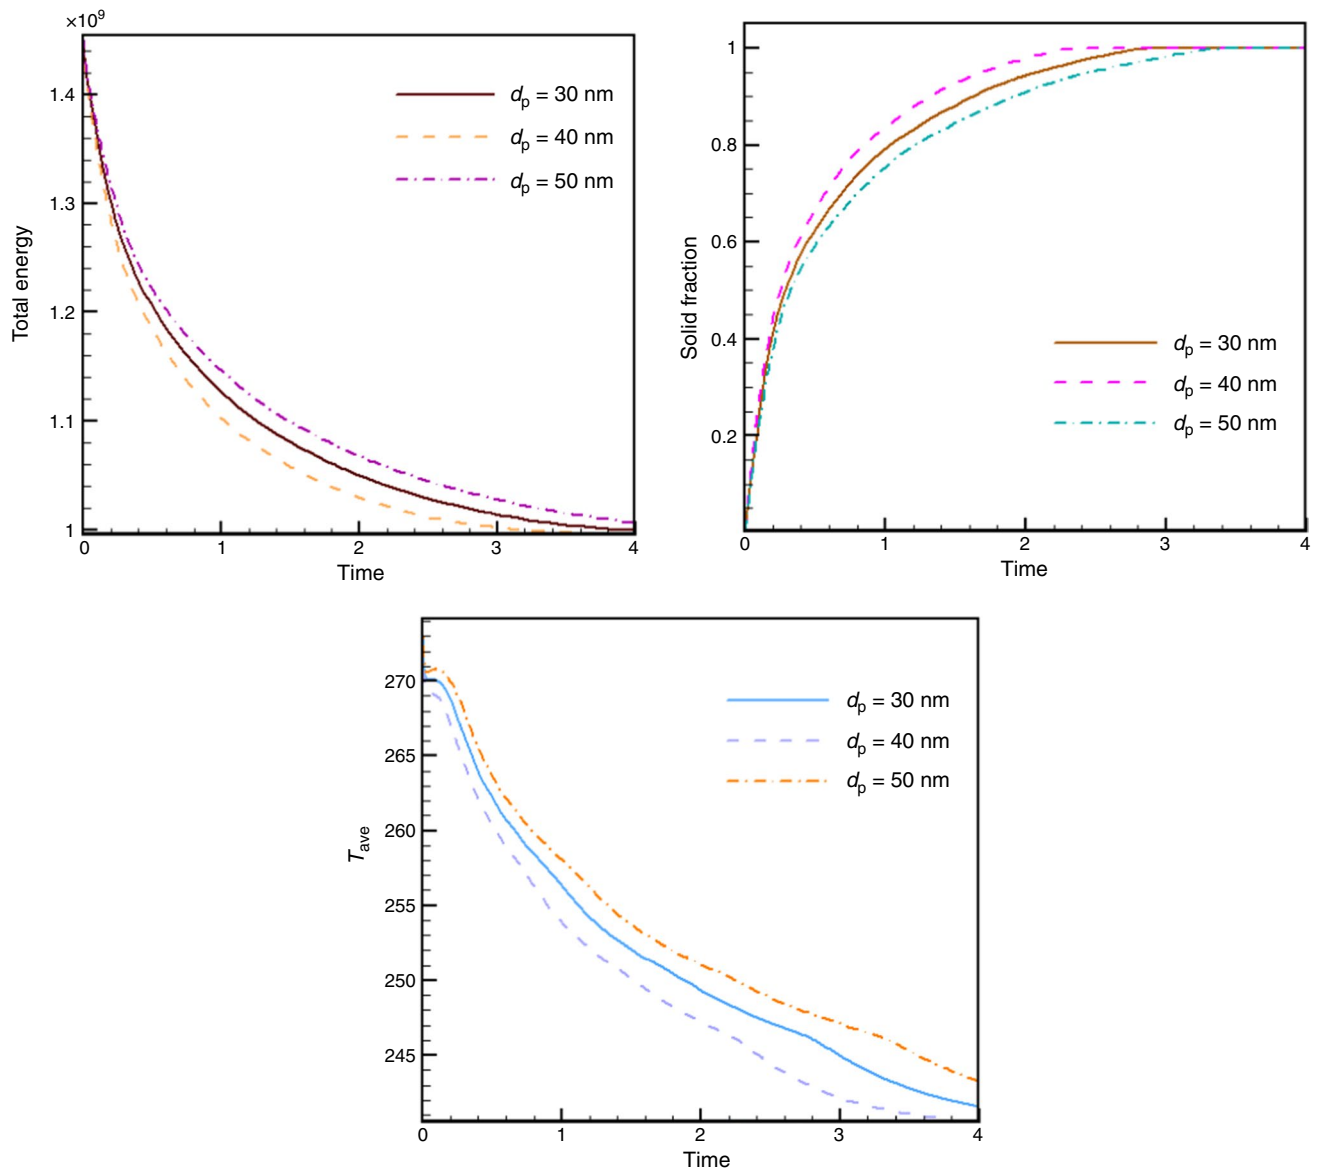 ×10⁹
1.4
1.3
1.2
1.1
1
Total energy
0 1 2 3 4
Time
dp = 30 nm
dp = 40 nm
dp = 50 nm
1
0.8
0.6
0.4
0.2
Solid fraction
0 1 2 3 4
Time
dp = 30 nm
dp = 40 nm
dp = 50 nm
270
265
260
255
250
245
Tave
0 1 2 3 4
Time
dp = 30 nm
dp = 40 nm
dp = 50 nm